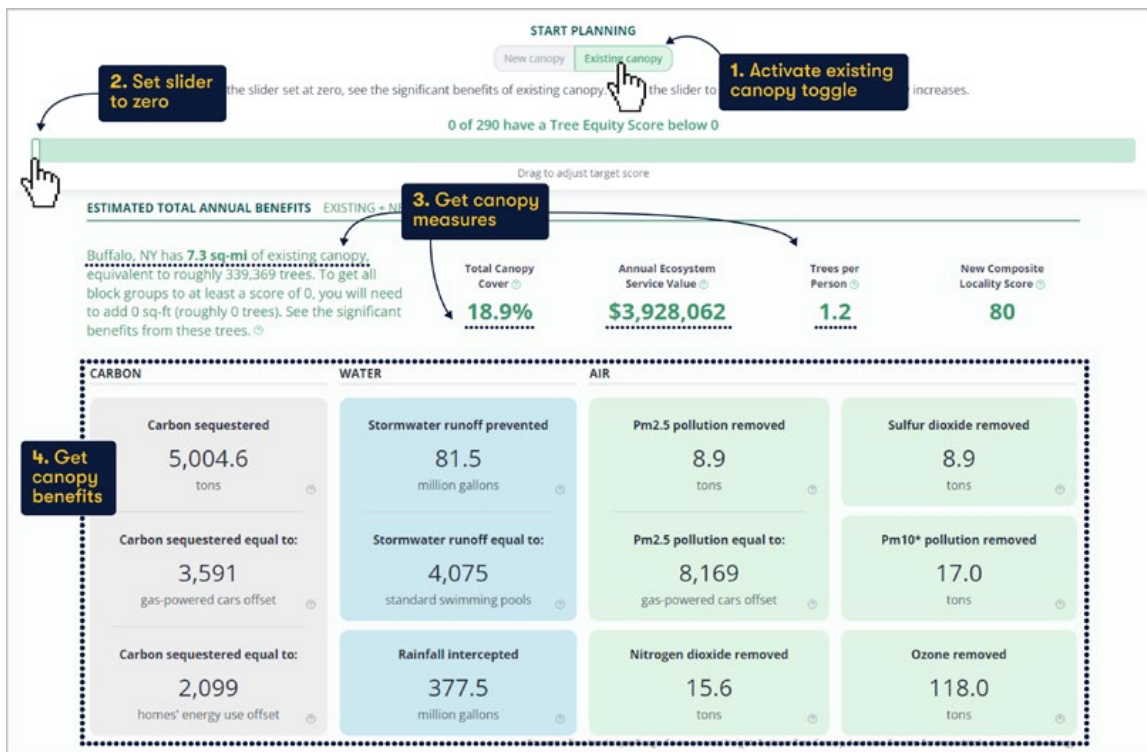 START PLANNING
New canopy
Existing canopy
1. Activate existing
canopy toggle
2. Set slider
to zero
the slider set at zero, see the significant benefits of existing canopy.
the slider to
increases.
0 of 290 have a Tree Equity Score below 0
Drag to adjust target score
3. Get canopy
measures
ESTIMATED TOTAL ANNUAL BENEFITS
EXISTING + NE
Buffalo, NY has 7.3 sq-mi of existing canopy,
equivalent to roughly 339,369 trees. To get all
block groups to at least a score of 0, you will need
to add 0 sq-ft (roughly 0 trees). See the significant
benefits from these trees.
Total Canopy
Cover
18.9%
Annual Ecosystem
Service Value
$3,928,062
Trees per
Person
1.2
New Composite
Locality Score
80
4. Get
canopy
benefits
CARBON
Carbon sequestered
5,004.6
tons
Carbon sequestered equal to:
3,591
gas-powered cars offset
Carbon sequestered equal to:
2,099
homes' energy use offset
WATER
Stormwater runoff prevented
81.5
million gallons
Stormwater runoff equal to:
4,075
standard swimming pools
Rainfall intercepted
377.5
million gallons
AIR
Pm2.5 pollution removed
8.9
tons
Pm2.5 pollution equal to:
8,169
gas-powered cars offset
Nitrogen dioxide removed
15.6
tons
Sulfur dioxide removed
8.9
tons
Pm10* pollution removed
17.0
tons
Ozone removed
118.0
tons